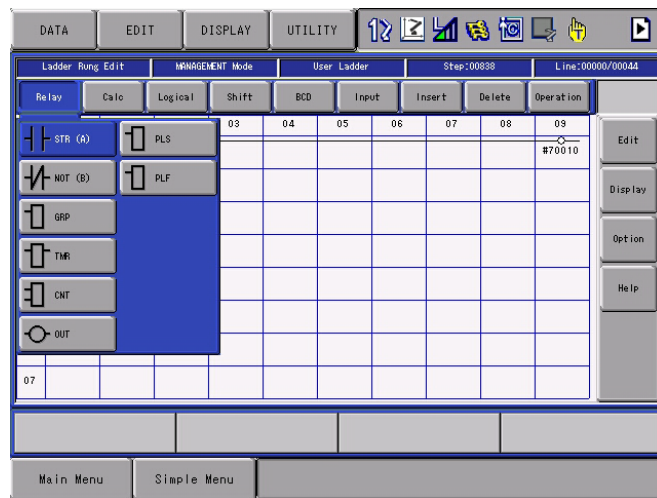 DATA EDIT DISPLAY UTILITY
Ladder Rung Edit MANAGEMENT Mode User Ladder Step:00838 Line:0000/00044
Relay Calc Logical Shift BCD Input Insert Delete Operation
03 04 05 06 07 08 09
STR (A) PLS
#70010
Edit
NOT (B) PLF
Display
GRP
Option
TMR
CNT
Help
OUT
07
Main Menu Simple Menu